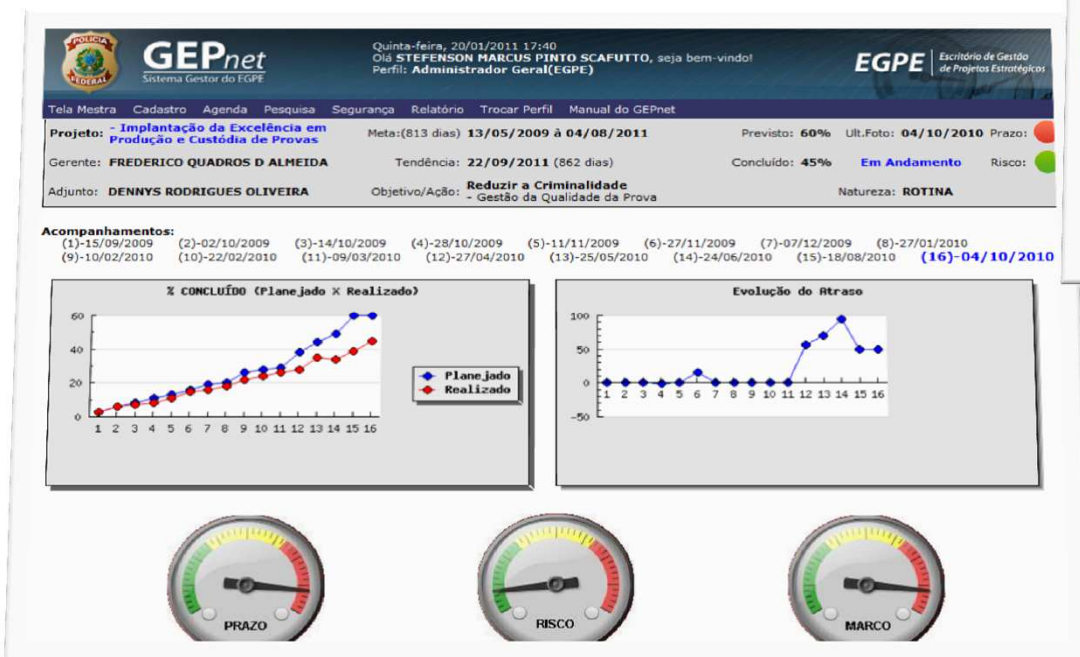 POLICIA
FEDERAL
GEPnet
Sistema Gestor do EGPE
Quinta-feira, 20/01/2011 17:40
Olá STEFENSON MARCUS PINTO SCAFUTTO, seja bem-vindo!
Perfil: Administrador Geral(EGPE)
EGPE Escritório de Gestão de Projetos Estratégicos
Tela Mestra Cadastro Agenda Pesquisa Segurança Relatório Trocar Perfil Manual do GEPnet
Projeto: - Implantação da Excelência em Produção e Custódia de Provas Meta:(813 dias) 13/05/2009 à 04/08/2011 Previsto: 60% Ult.Foto: 04/10/2010 Prazo:
Gerente: FREDERICO QUADROS D ALMEIDA Tendência: 22/09/2011 (862 dias) Concluído: 45% Em Andamento Risco:
Adjunto: DENNYS RODRIGUES OLIVEIRA Objetivo/Ação: Reduzir a Criminalidade - Gestão da Qualidade da Prova Natureza: ROTINA
Acompanhamentos:
(1)-15/09/2009 (2)-02/10/2009 (3)-14/10/2009 (4)-28/10/2009 (5)-11/11/2009 (6)-27/11/2009 (7)-07/12/2009 (8)-27/01/2010
(9)-10/02/2010 (10)-22/02/2010 (11)-09/03/2010 (12)-27/04/2010 (13)-25/05/2010 (14)-24/06/2010 (15)-18/08/2010 (16)-04/10/2010
% CONCLUÍDO (Planejado X Realizado)
60
40
20
0
1 2 3 4 5 6 7 8 9 10 11 12 13 14 15 16
Planejado
Realizado
Evolução do Atraso
100
50
0
-50
1 2 3 4 5 6 7 8 9 10 11 12 13 14 15 16
PRAZO
RISCO
MARCO